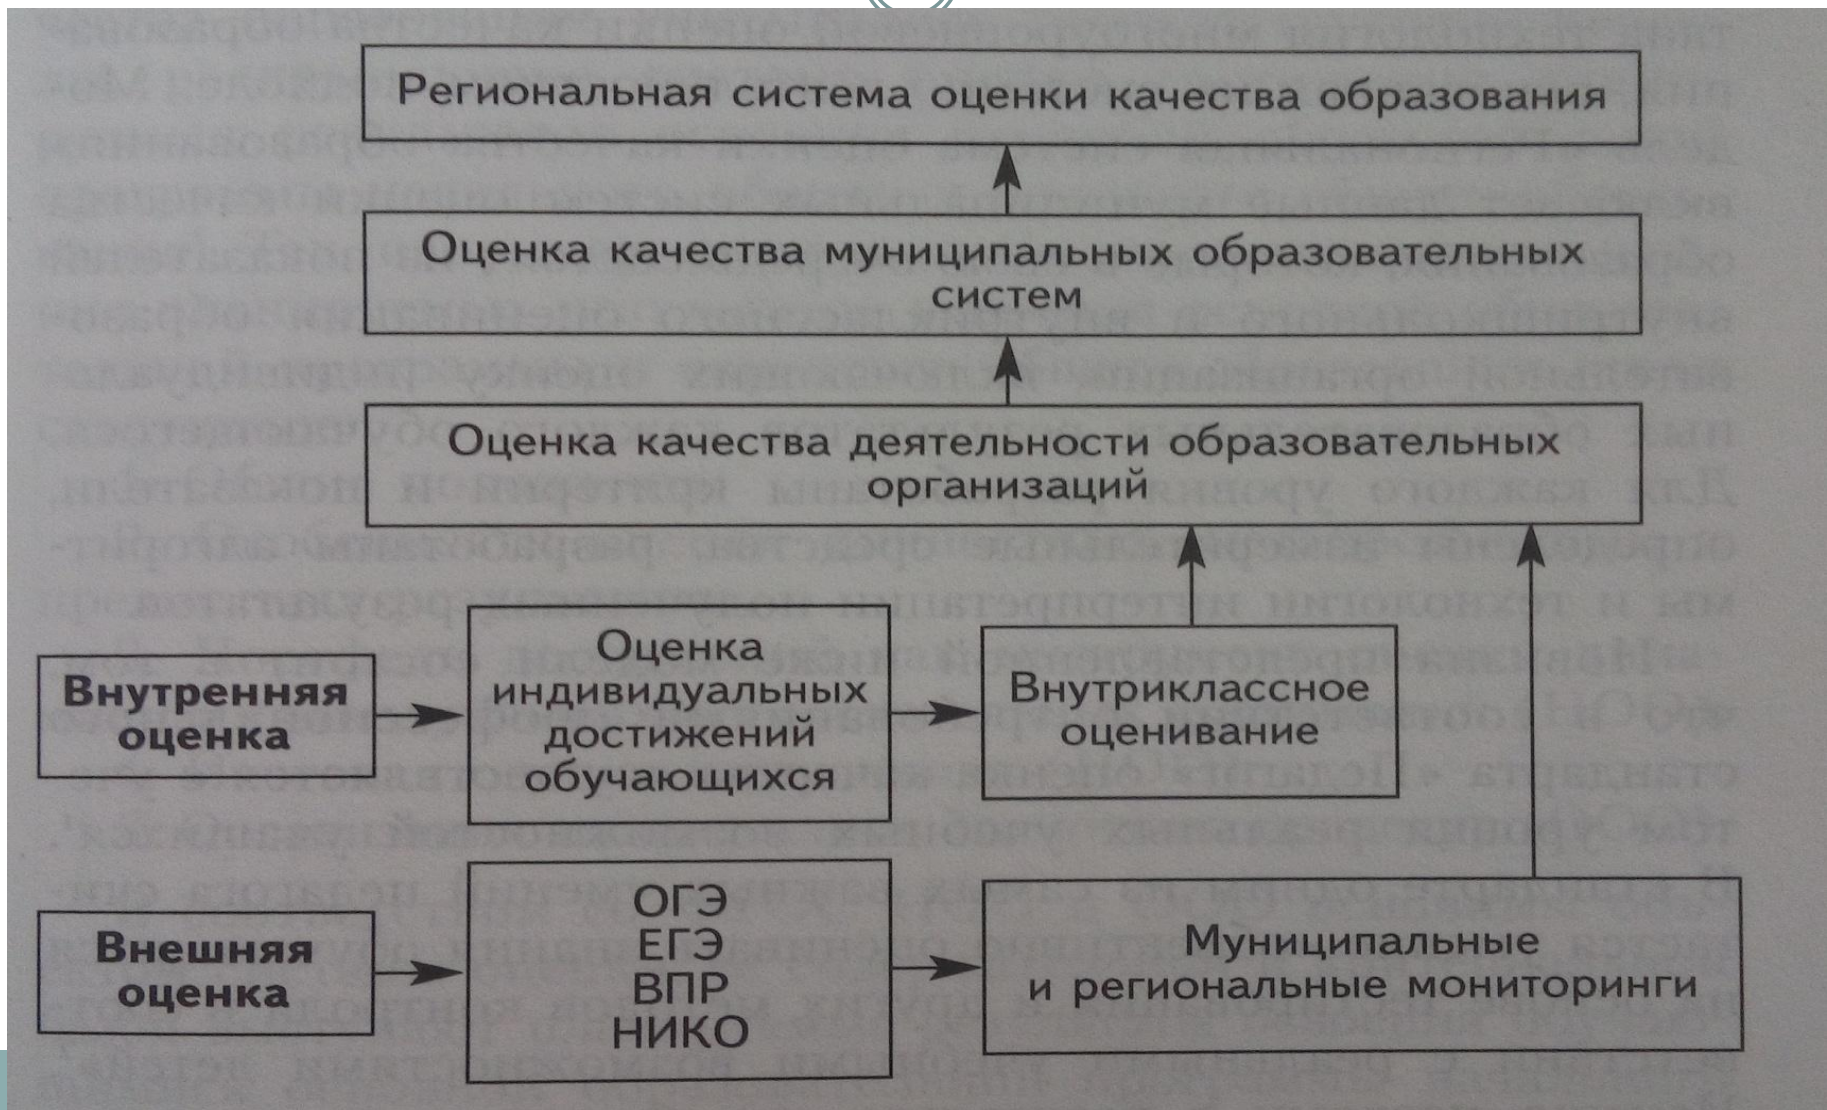 Региональная система оценки качества образования
Оценка качества муниципальных образовательных
систем
Оценка качества деятельности образовательных
организаций
Внутренняя
оценка
Оценка
индивидуальных
достижений
обучающихся
Внутриклассное
оценивание
Внешняя
оценка
ОГЭ
ЕГЭ
ВПР
НИКО
Муниципальные
и региональные мониторинги